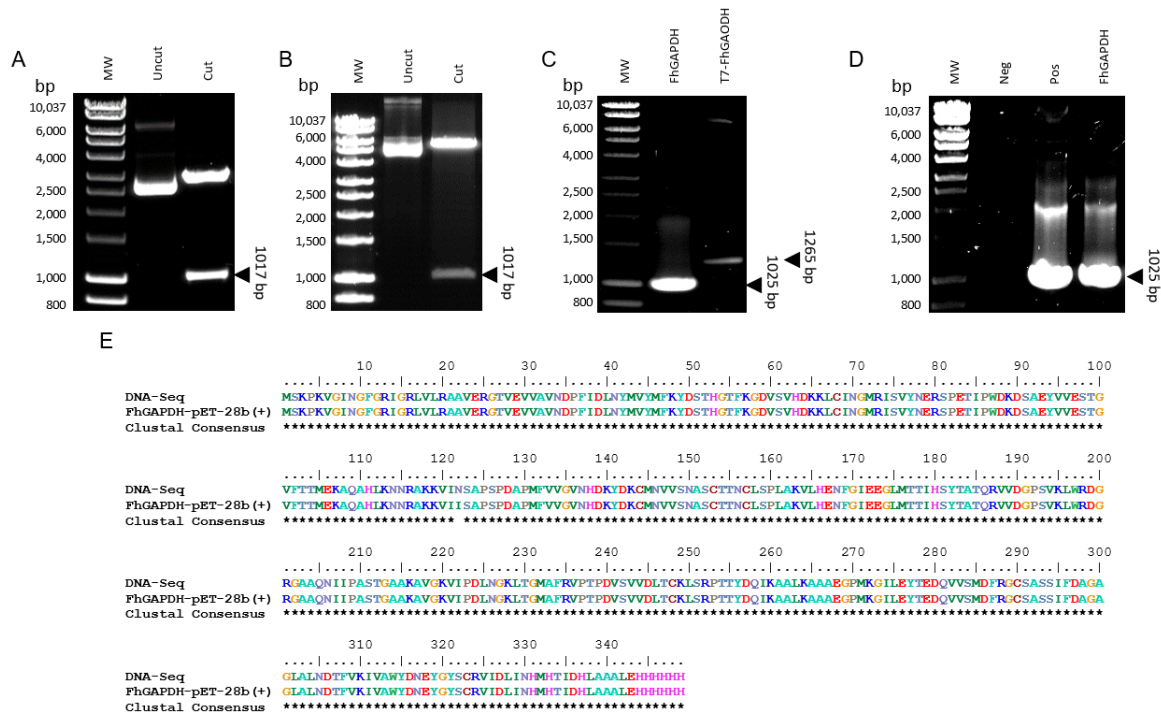 A
bp
MW
Uncut
Cut
10,037
6,000
4,000
2,500
2,000
1,500
1,000
800
1017 bp
B
bp
MW
Uncut
Cut
10,037
6,000
4,000
2,500
2,000
1,500
1,000
800
1017 bp
C
bp
MW
FhGAPDH
T7-FhGAODH
10,037
6,000
4,000
2,500
2,000
1,500
1,000
800
1265 bp
1025 bp
D
bp
MW
Neg
Pos
FhGAPDH
10,037
6,000
4,000
2,500
2,000
1,500
1,000
800
1025 bp
E
10 20 30 40 50 60 70 80 90 100
DNA-Seq MSKPKVGINGFGRIGRLVLRAAVERGTVEVVAVNDPFIDLNYMVYMFKYDSTHGTFKGDVSVHDKKLCINGMRISVYNERSPETIPWDKDSAEYVVESTG
FhGAPDH-pET-28b(+) MSKPKVGINGFGRIGRLVLRAAVERGTVEVVAVNDPFIDLNYMVYMFKYDSTHGTFKGDVSVHDKKLCINGMRISVYNERSPETIPWDKDSAEYVVESTG
Clustal Consensus ****************************************************************************************************
110 120 130 140 150 160 170 180 190 200
DNA-Seq VFTTMEKAQAHLKNNRAKKVINSAPSPDAPMFVVGVNHDKYDKCMNVVSNASCTTNCLSPLAKVLHENFGIEEGLMTTIHSYTATQRVVDGPSVKLWRDG
FhGAPDH-pET-28b(+) VFTTMEKAQAHLKNNRAKKVIISAPSPDAPMFVVGVNHDKYDKCMNVVSNASCTTNCLSPLAKVLHENFGIEEGLMTTIHSYTATQRVVDGPSVKLWRDG
Clustal Consensus ********************* ******************************************************************************
210 220 230 240 250 260 270 280 290 300
DNA-Seq RGAAQNIIPASTGAAKAVGKVIPDLNGKLTGMAFRVPTPDVSVVDLTCKLSRPTTYDQIKAALKAAAEGPMKGILEYTEDQVVSMDFRGCSASSIFDAGA
FhGAPDH-pET-28b(+) RGAAQNIIPASTGAAKAVGKVIPDLNGKLTGMAFRVPTPDVSVVDLTCKLSRPTTYDQIKAALKAAAEGPMKGILEYTEDQVVSMDFRGCSASSIFDAGA
Clustal Consensus ****************************************************************************************************
310 320 330 340
DNA-Seq GLALNDTFVKIVAWYDNEYGYSCRVIDLINHMHTIDHLAAALEHHHHHH
FhGAPDH-pET-28b(+) GLALNDTFVKIVAWYDNEYGYSCRVIDLINHMHTIDHLAAALEHHHHHH
Clustal Consensus *************************************************